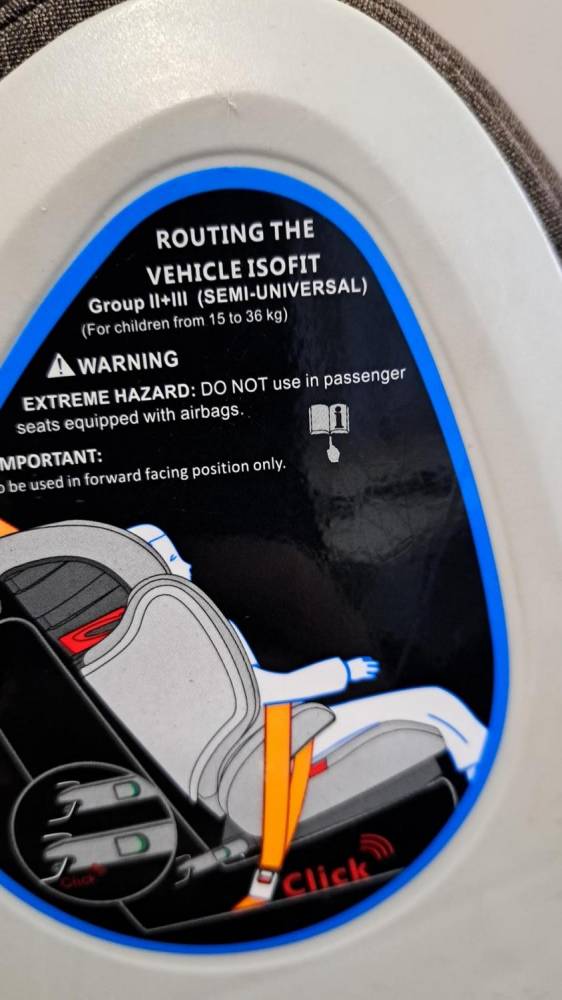 ROUTING THE
VEHICLE ISOFIT
Group II+III (SEMI-UNIVERSAL)
(For children from 15 to 36 kg)
WARNING
EXTREME HAZARD: DO NOT use in passenger
seats equipped with airbags.
MPORTANT:
o be used in forward facing position only.
Click
Click